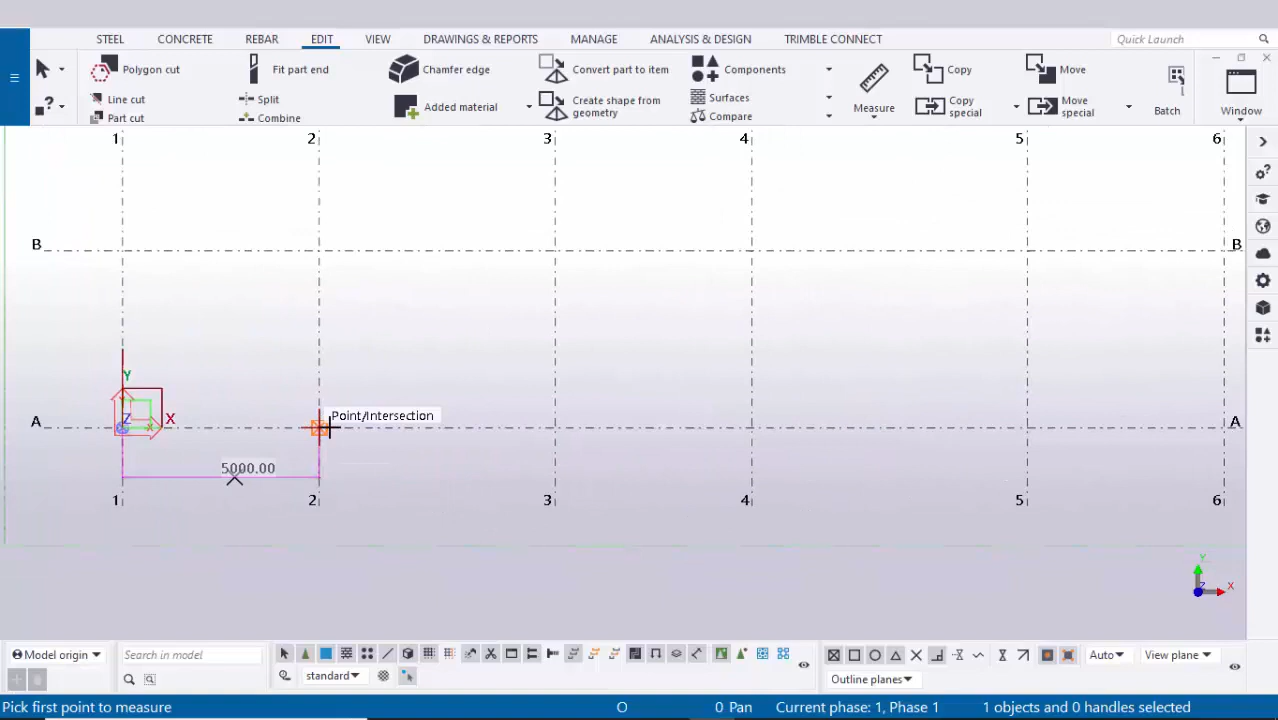 STEEL CONCRETE REBAR EDIT VIEW DRAWINGS & REPORTS MANAGE ANALYSIS & DESIGN TRIMBLE CONNECT Quick Launch
Polygon cut Fit part end Chamfer edge Convert part to item Components Copy Move
Line cut Split Added material Create shape from geometry Surfaces Measure Copy special Move special Batch Window
Part cut Combine Compare
1 2 3 4 5 6
B B
Y
Point/Intersection
A Z X X A
5000.00
1 2 3 4 5 6
Y
Z X
Model origin Search in model Auto View plane
standard Outline planes
Pick first point to measure O 0 Pan Current phase: 1, Phase 1 1 objects and 0 handles selected